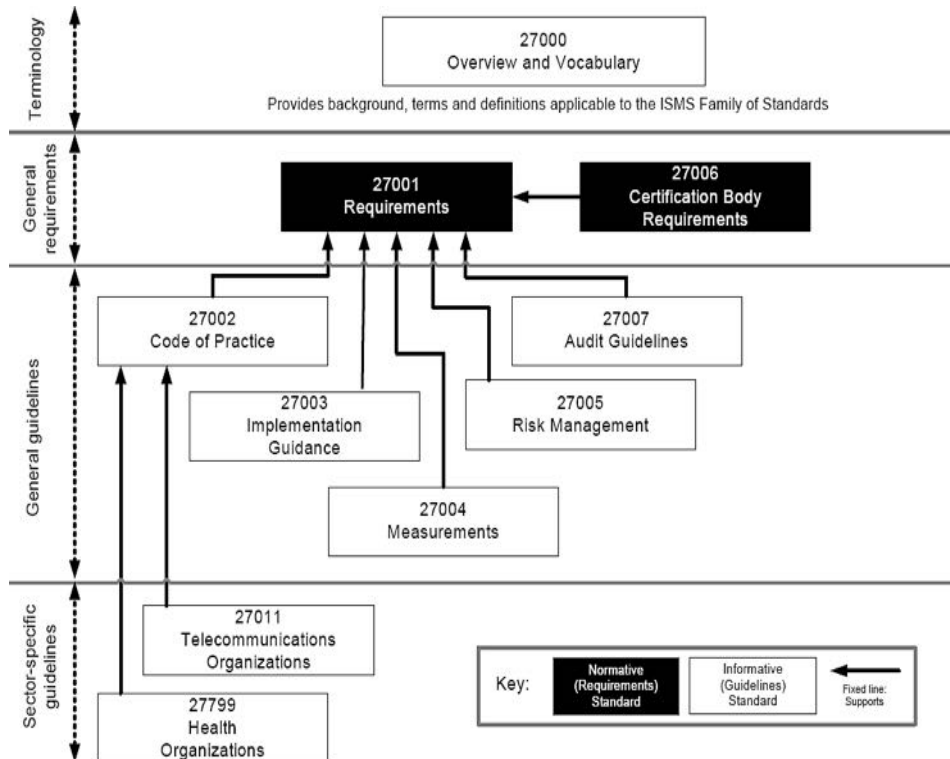 Terminology
27000
Overview and Vocabulary
Provides background, terms and definitions applicable to the ISMS Family of Standards
General
requirements
27001
Requirements
27006
Certification Body
Requirements
General guidelines
27002
Code of Practice
27007
Audit Guidelines
27003
Implementation
Guidance
27005
Risk Management
27004
Measurements
Sector-specific
guidelines
27011
Telecommunications
Organizations
27799
Health
Organizations
Key:
Normative
(Requirements)
Standard
Informative
(Guidelines)
Standard
Fixed line:
Supports